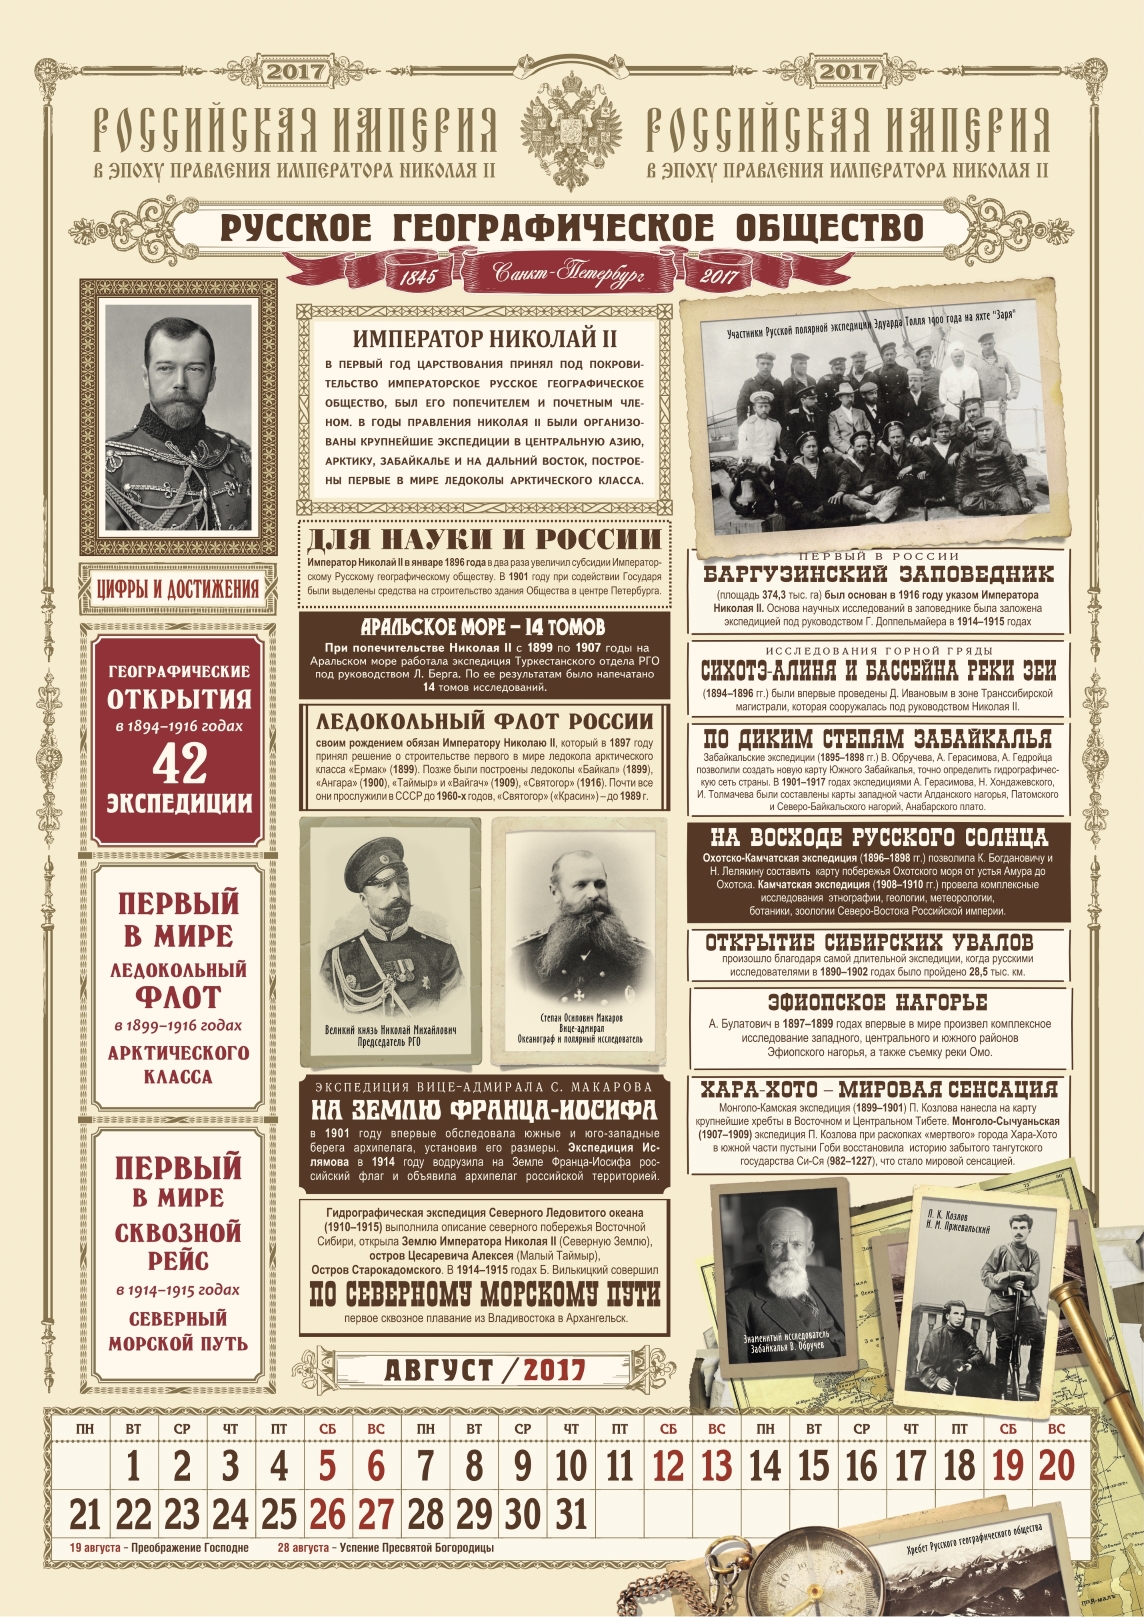 2017
2017
РОССИЙСКАЯ ИМПЕРИЯ
В ЭПОХУ ПРАВЛЕНИЯ ИМПЕРАТОРА НИКОЛАЯ II
РОССИЙСКАЯ ИМПЕРИЯ
В ЭПОХУ ПРАВЛЕНИЯ ИМПЕРАТОРА НИКОЛАЯ II
РУССКОЕ ГЕОГРАФИЧЕСКОЕ ОБЩЕСТВО
1845 Санкт-Петербург 2017
ЦИФРЫ И ДОСТИЖЕНИЯ
ГЕОГРАФИЧЕСКИЕ
ОТКРЫТИЯ
в 1894–1916 годах
42
ЭКСПЕДИЦИИ
ПЕРВЫЙ
В МИРЕ
ЛЕДОКОЛЬНЫЙ
ФЛОТ
в 1899–1916 годах
АРКТИЧЕСКОГО
КЛАССА
ПЕРВЫЙ
В МИРЕ
СКВОЗНОЙ
РЕЙС
в 1914–1915 годах
СЕВЕРНЫЙ
МОРСКОЙ ПУТЬ
ИМПЕРАТОР НИКОЛАЙ II
В ПЕРВЫЙ ГОД ЦАРСТВОВАНИЯ ПРИНЯЛ ПОД ПОКРОВИ-
ТЕЛЬСТВО ИМПЕРАТОРСКОЕ РУССКОЕ ГЕОГРАФИЧЕСКОЕ
ОБЩЕСТВО, БЫЛ ЕГО ПОПЕЧИТЕЛЕМ И ПОЧЕТНЫМ ЧЛЕ-
НОМ. В ГОДЫ ПРАВЛЕНИЯ НИКОЛАЯ II БЫЛИ ОРГАНИЗО-
ВАНЫ КРУПНЕЙШИЕ ЭКСПЕДИЦИИ В ЦЕНТРАЛЬНУЮ АЗИЮ,
АРКТИКУ, ЗАБАЙКАЛЬЕ И НА ДАЛЬНИЙ ВОСТОК, ПОСТРОЕ-
НЫ ПЕРВЫЕ В МИРЕ ЛЕДОКОЛЫ АРКТИЧЕСКОГО КЛАССА.
ДЛЯ НАУКИ И РОССИИ
Император Николай II в январе 1896 года в два раза увеличил субсидии Император-
скому Русскому географическому обществу. В 1901 году при содействии Государя
были выделены средства на строительство здания Общества в центре Петербурга.
АРАЛЬСКОЕ МОРЕ – 14 ТОМОВ
При попечительстве Николая II с 1899 по 1907 годы на
Аральском море работала экспедиция Туркестанского отдела РГО
под руководством Л. Берга. По ее результатам было напечатано
14 томов исследований.
ЛЕДОКОЛЬНЫЙ ФЛОТ РОССИИ
своим рождением обязан Императору Николаю II, который в 1897 году
принял решение о строительстве первого в мире ледокола арктического
класса «Ермак» (1899). Позже были построены ледоколы «Байкал» (1899),
«Ангара» (1900), «Таймыр» и «Вайгач» (1909), «Святогор» (1916). Почти все
они прослужили в СССР до 1960-х годов, «Святогор» («Красин») – до 1989 г.
Великий князь Николай Михайлович
Председатель РГО
Степан Осипович Макаров
Вице-адмирал
Океанограф и полярный исследователь
ЭКСПЕДИЦИЯ ВИЦЕ-АДМИРАЛА С. МАКАРОВА
НА ЗЕМЛЮ ФРАНЦА-ИОСИФА
в 1901 году впервые обследовала южные и юго-западные
берега архипелага, установив его размеры. Экспедиция Ис-
лямова в 1914 году водрузила на Земле Франца-Иосифа рос-
сийский флаг и объявила архипелаг российской территорией.
Гидрографическая экспедиция Северного Ледовитого океана
(1910–1915) выполнила описание северного побережья Восточной
Сибири, открыла Землю Императора Николая II (Северную Землю),
остров Цесаревича Алексея (Малый Таймыр),
Остров Старокадомского. В 1914–1915 годах Б. Вилькицкий совершил
ПО СЕВЕРНОМУ МОРСКОМУ ПУТИ
первое сквозное плавание из Владивостока в Архангельск.
Участники Русской полярной экспедиции Эдуарда Толля 1900 года на яхте "Заря"
ПЕРВЫЙ В РОССИИ
БАРГУЗИНСКИЙ ЗАПОВЕДНИК
(площадь 374,3 тыс. га) был основан в 1916 году указом Императора
Николая II. Основа научных исследований в заповеднике была заложена
экспедицией под руководством Г. Доппельмайера в 1914–1915 годах
ИССЛЕДОВАНИЯ ГОРНОЙ ГРЯДЫ
СИХОТЭ-АЛИНЯ И БАССЕЙНА РЕКИ ЗЕИ
(1894–1896 гг.) были впервые проведены Д. Ивановым в зоне Транссибирской
магистрали, которая сооружалась под руководством Николая II.
ПО ДИКИМ СТЕПЯМ ЗАБАЙКАЛЬЯ
Забайкальские экспедиции (1895–1898 гг.) В. Обручева, А. Герасимова, А. Гедройца
позволили создать новую карту Южного Забайкалья, точно определить гидрографичес-
кую сеть страны. В 1901–1917 годах экспедициями А. Герасимова, Н. Хондажевского,
И. Толмачева были составлены карты западной части Алданского нагорья, Патомского
и Северо-Байкальского нагорий, Анабарского плато.
НА ВОСХОДЕ РУССКОГО СОЛНЦА
Охотско-Камчатская экспедиция (1896–1898 гг.) позволила К. Богдановичу и
Н. Лелякину составить карту побережья Охотского моря от устья Амура до
Охотска. Камчатская экспедиция (1908–1910 гг.) провела комплексные
исследования этнографии, геологии, метеорологии,
ботаники, зоологии Северо-Востока Российской империи.
ОТКРЫТИЕ СИБИРСКИХ УВАЛОВ
произошло благодаря самой длительной экспедиции, когда русскими
исследователями в 1890–1902 годах было пройдено 28,5 тыс. км.
ЭФИОПСКОЕ НАГОРЬЕ
А. Булатович в 1897–1899 годах впервые в мире произвел комплексное
исследование западного, центрального и южного районов
Эфиопского нагорья, а также съемку реки Омо.
ХАРА-ХОТО – МИРОВАЯ СЕНСАЦИЯ
Монголо-Камская экспедиция (1899–1901) П. Козлова нанесла на карту
крупнейшие хребты в Восточном и Центральном Тибете. Монголо-Сычуаньская
(1907–1909) экспедиция П. Козлова при раскопках «мертвого» города Хара-Хото
в южной части пустыни Гоби восстановила историю забытого тангутского
государства Си-Ся (982–1227), что стало мировой сенсацией.
Знаменитый исследователь
Забайкалья В. Обручев
П. К. Козлов
Н. М. Пржевальский
АВГУСТ / 2017
ПН ВТ СР ЧТ ПТ СБ ВС ПН ВТ СР ЧТ ПТ СБ ВС ПН ВТ СР ЧТ ПТ СБ ВС
1 2 3 4 5 6 7 8 9 10 11 12 13 14 15 16 17 18 19 20
21 22 23 24 25 26 27 28 29 30 31
19 августа – Преображение Господне 28 августа – Успение Пресвятой Богородицы
Хребет Русского географического общества